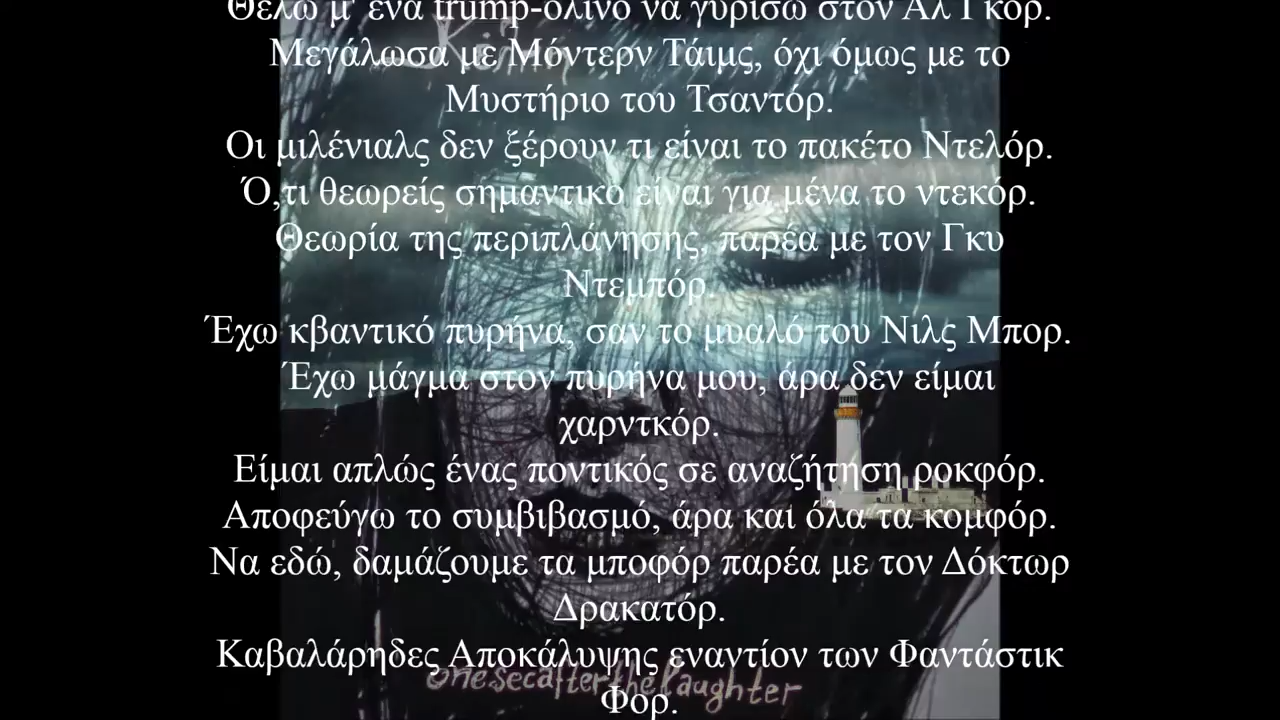 Θέλω μ' ένα trump-ολίνο να γυρίσω στον Αλ Γκορ.
Μεγάλωσα με Μόντερν Τάιμς, όχι όμως με το
Μυστήριο του Τσαντόρ.
Οι μιλένιαλς δεν ξέρουν τι είναι το πακέτο Ντελόρ.
Ό,τι θεωρείς σημαντικό είναι για μένα το ντεκόρ.
Θεωρία της περιπλάνησης, παρέα με τον Γκυ
Ντεμπόρ.
Έχω κβαντικό πυρήνα, σαν το μυαλό του Νιλς Μπορ.
Έχω μάγμα στον πυρήνα μου, άρα δεν είμαι
χαρντκόρ.
Είμαι απλώς ένας ποντικός σε αναζήτηση ροκφόρ.
Αποφεύγω το συμβιβασμό, άρα και όλα τα κομφόρ.
Να εδώ, δαμάζουμε τα μποφόρ παρέα με τον Δόκτωρ
Δρακατόρ.
Καβαλάρηδες Αποκάλυψης εναντίον των Φαντάστικ
Φορ.
onesecafterthelaughter